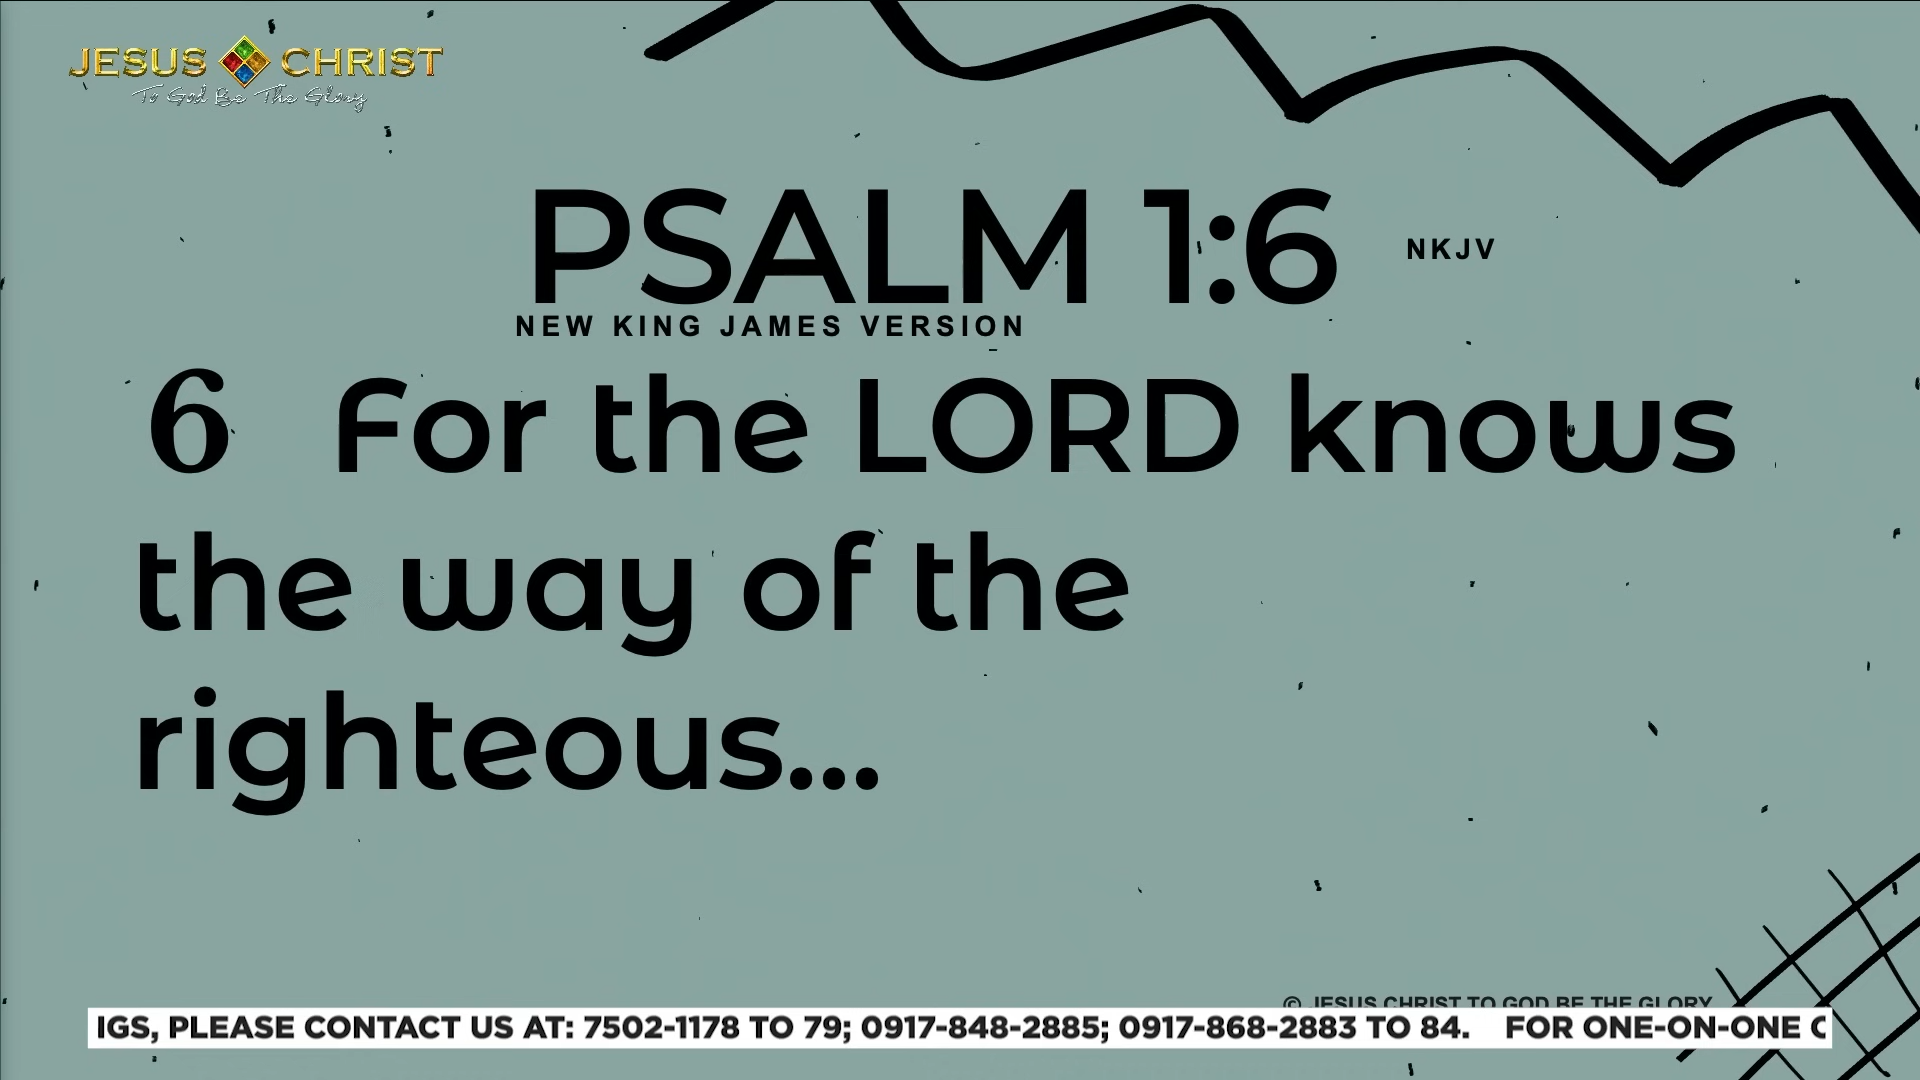 JESUS CHRIST
To God Be The Glory
PSALM 1:6 NKJV
NEW KING JAMES VERSION
6 For the LORD knows
the way of the
righteous...
© JESUS CHRIST TO GOD BE THE GLORY
IGS, PLEASE CONTACT US AT: 7502-1178 TO 79; 0917-848-2885; 0917-868-2883 TO 84. FOR ONE-ON-ONE